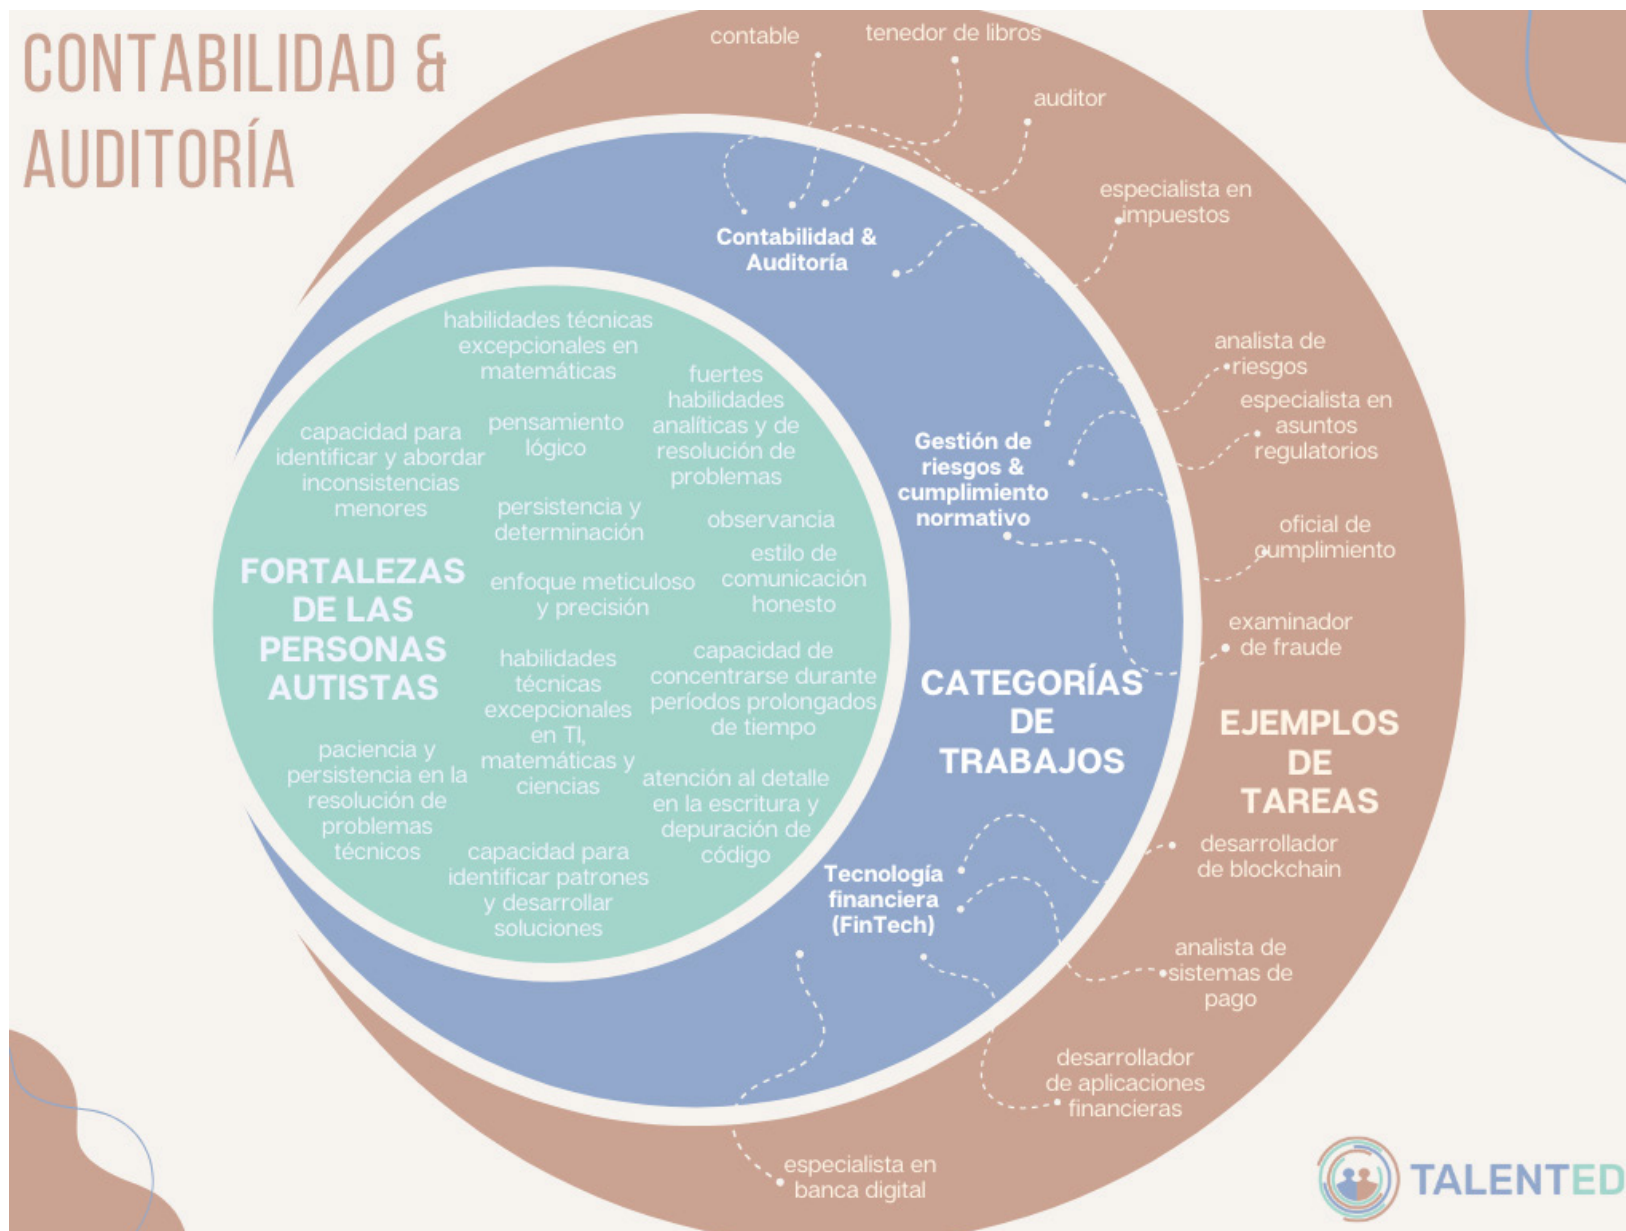 CONTABILIDAD &
AUDITORÍA
contable
tenedor de libros
auditor
especialista en
impuestos
Contabilidad &
Auditoría
analista de
riesgos
especialista en
asuntos
regulatorios
oficial de
cumplimiento
examinador
de fraude
Gestión de
riesgos &
cumplimiento
normativo
CATEGORÍAS
DE
TRABAJOS
EJEMPLOS
DE
TAREAS
habilidades técnicas
excepcionales en
matemáticas
fuertes
habilidades
analíticas y de
resolución de
problemas
pensamiento
lógico
capacidad para
identificar y abordar
inconsistencias
menores
persistencia y
determinación
observancia
estilo de
comunicación
honesto
enfoque meticuloso
y precisión
FORTALEZAS
DE LAS
PERSONAS
AUTISTAS
habilidades
técnicas
excepcionales
en TI,
matemáticas y
ciencias
capacidad de
concentrarse durante
períodos prolongados
de tiempo
paciencia y
persistencia en la
resolución de
problemas
técnicos
atención al detalle
en la escritura y
depuración de
código
capacidad para
identificar patrones
y desarrollar
soluciones
Tecnología
financiera
(FinTech)
desarrollador
de blockchain
analista de
sistemas de
pago
desarrollador
de aplicaciones
financieras
especialista en
banca digital
TALENTED